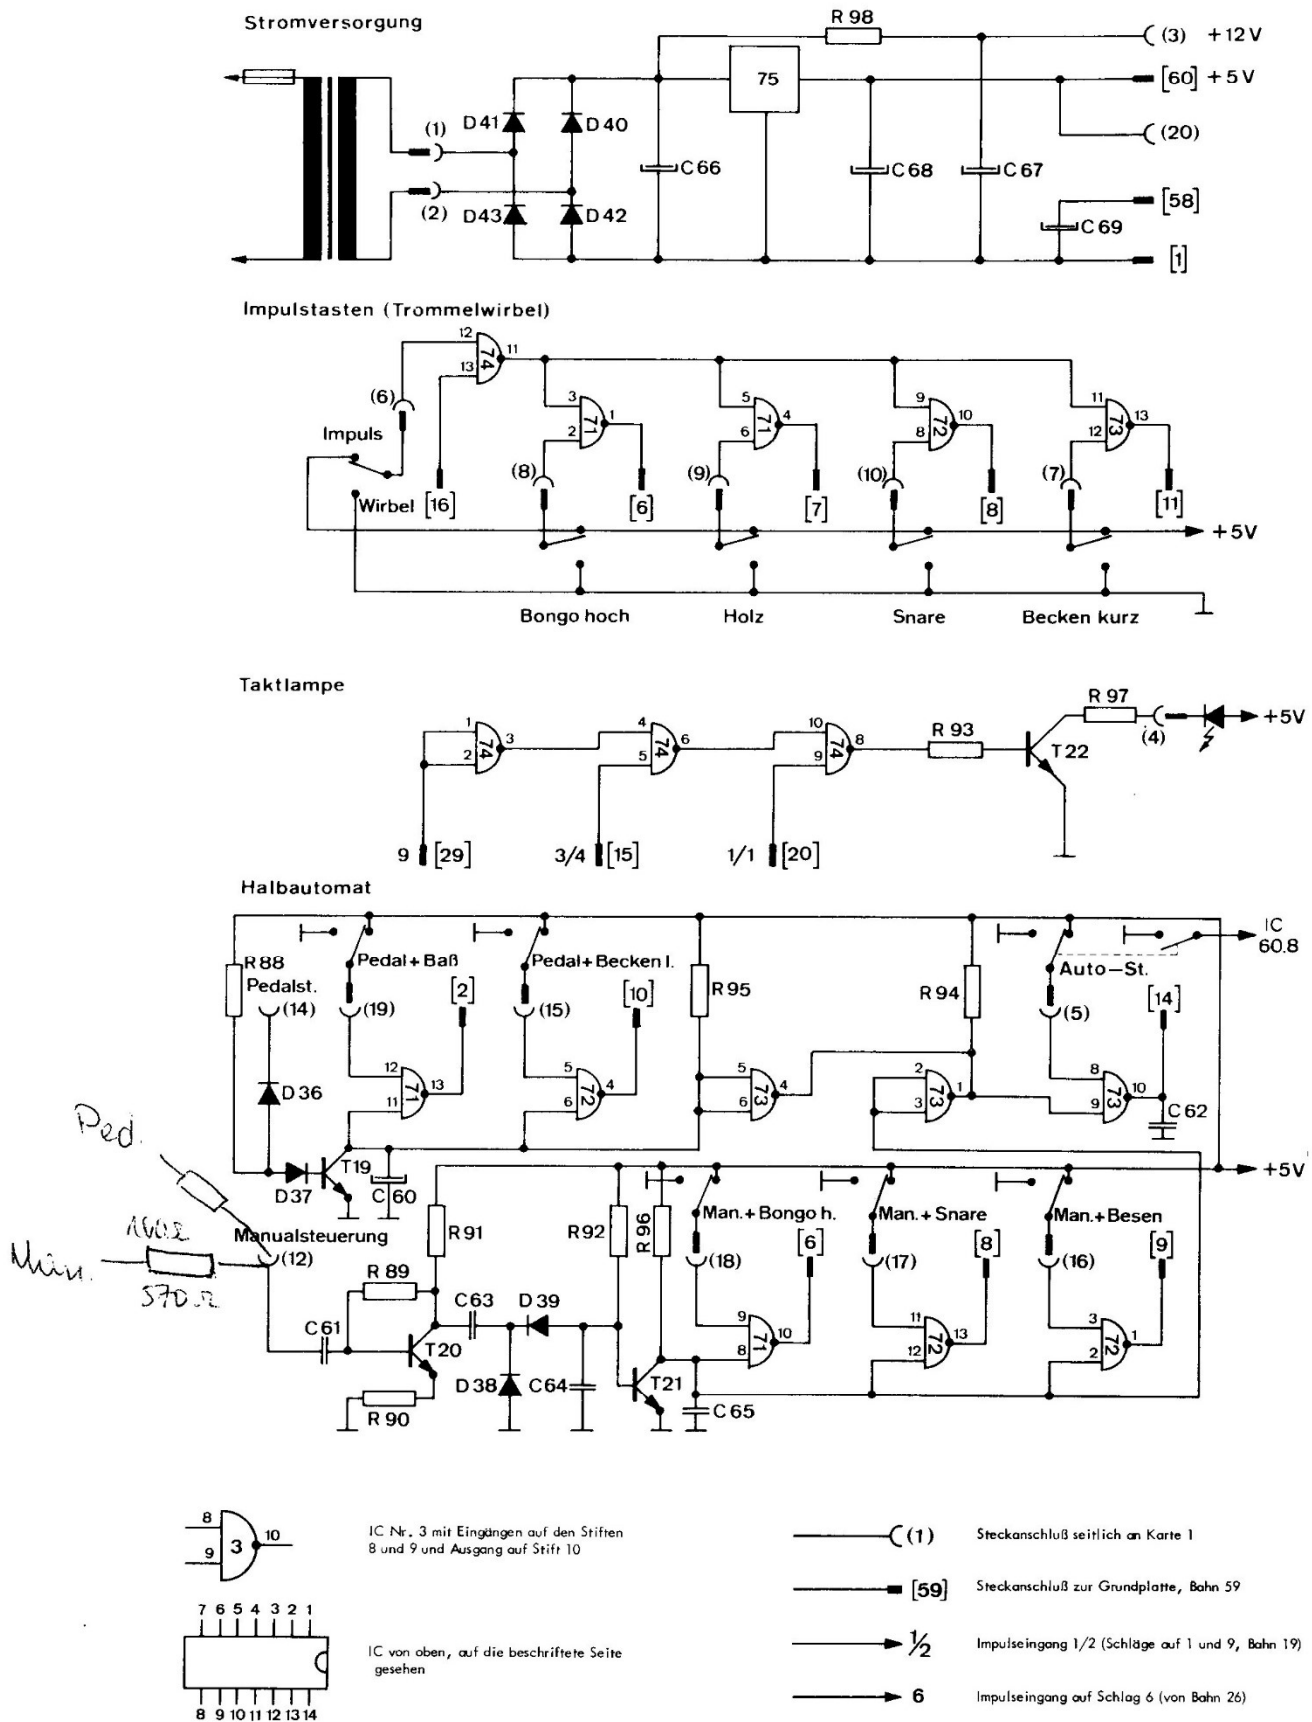 Stromversorgung
R 98
(3) +12V
75
[60] +5V
(1)
D41
D40
(20)
C66
C68
C67
(2)
D43
D42
[58]
C69
[1]
Impulstasten (Trommelwirbel)
12
74
11
13
(6)
3
71
1
2
5
71
4
6
9
72
10
8
11
73
13
12
Impuls
(8)
(9)
(10)
(7)
Wirbel
[16]
[6]
[7]
[8]
[11]
+5V
Bongo hoch
Holz
Snare
Becken kurz
Taktlampe
R 97
+5V
(4)
1
74
3
2
4
74
6
5
10
74
8
9
R 93
T22
9 [29]
3/4 [15]
1/1 [20]
Halbautomat
IC
60.8
R88
Pedal+Baß
Pedal+Becken l.
Auto-St.
Pedalst.
[2]
[10]
R95
R94
[14]
(14)
(19)
(15)
(5)
D36
12
71
13
11
5
72
4
6
5
73
4
6
2
73
1
3
8
73
10
9
C62
Ped.
T19
D37
C60
+5V
Manualsteuerung
R91
R92
R96
Man.+Bongo h.
Man.+Snare
Man.+Besen
Man.
570 Ω
(12)
[6]
[8]
[9]
(18)
(17)
(16)
R 89
C63
D39
C61
T20
9
71
10
8
11
72
13
12
3
72
1
2
D38
C64
T21
C65
R 90
8
3
10
9
IC Nr. 3 mit Eingängen auf den Stiften
8 und 9 und Ausgang auf Stift 10
(1) Steckanschluß seitlich an Karte 1
[59] Steckanschluß zur Grundplatte, Bahn 59
7 6 5 4 3 2 1
IC von oben, auf die beschriftete Seite
gesehen
8 9 10 11 12 13 14
1/2 Impulseingang 1/2 (Schläge auf 1 und 9, Bahn 19)
6 Impulseingang auf Schlag 6 (von Bahn 26)